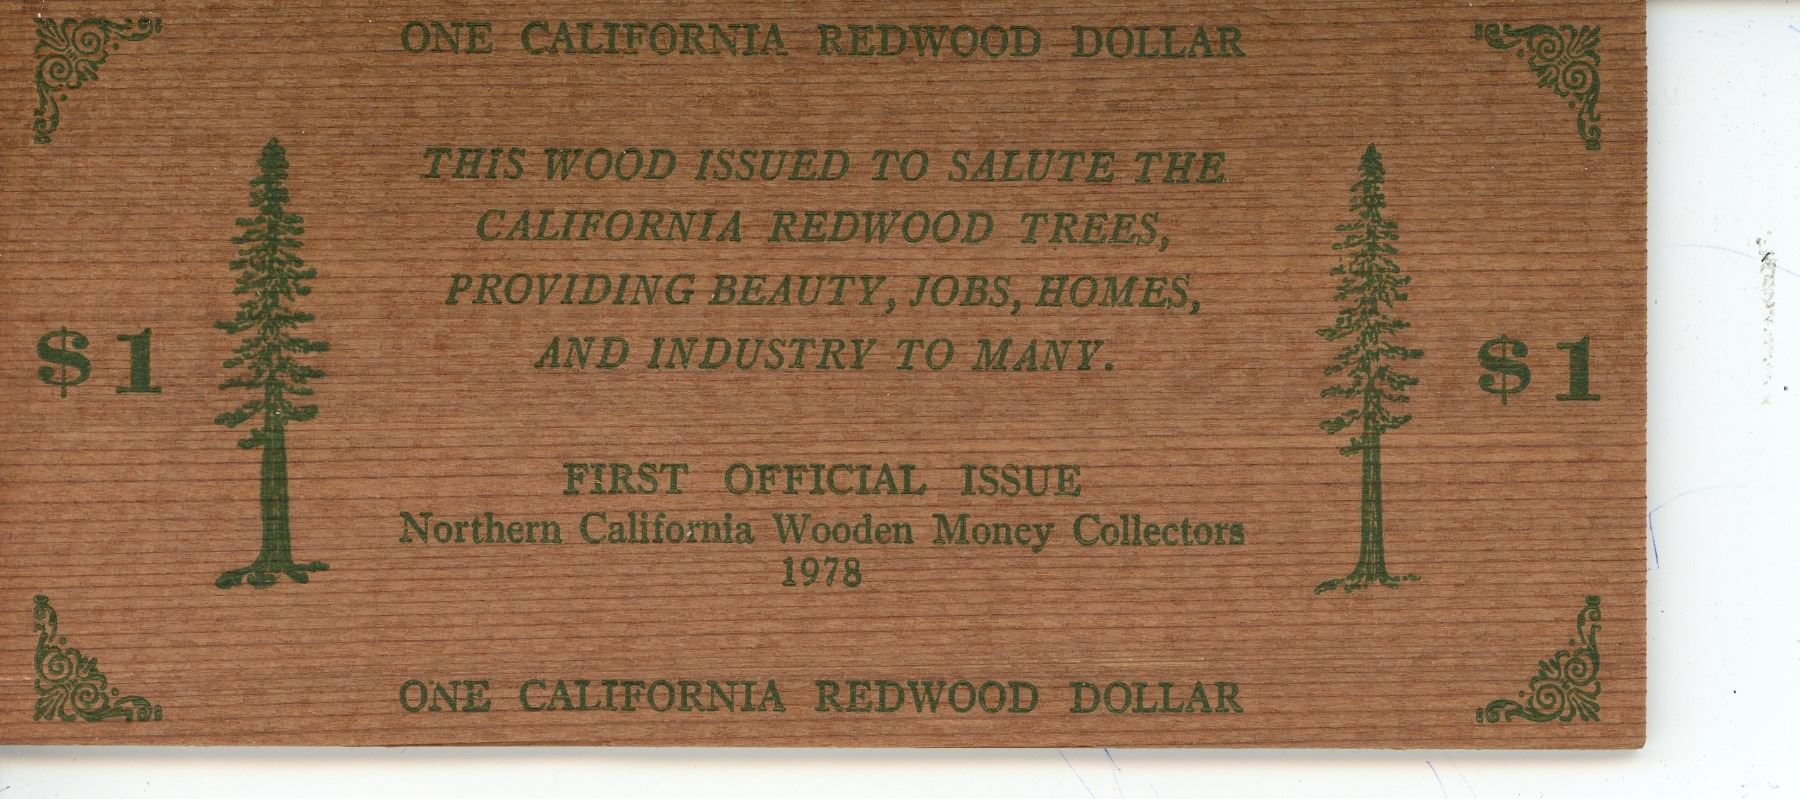 ONE CALIFORNIA REDWOOD DOLLAR
THIS WOOD ISSUED TO SALUTE THE
CALIFORNIA REDWOOD TREES,
PROVIDING BEAUTY, JOBS, HOMES,
AND INDUSTRY TO MANY.
$1
$1
FIRST OFFICIAL ISSUE
Northern California Wooden Money Collectors
1978
ONE CALIFORNIA REDWOOD DOLLAR